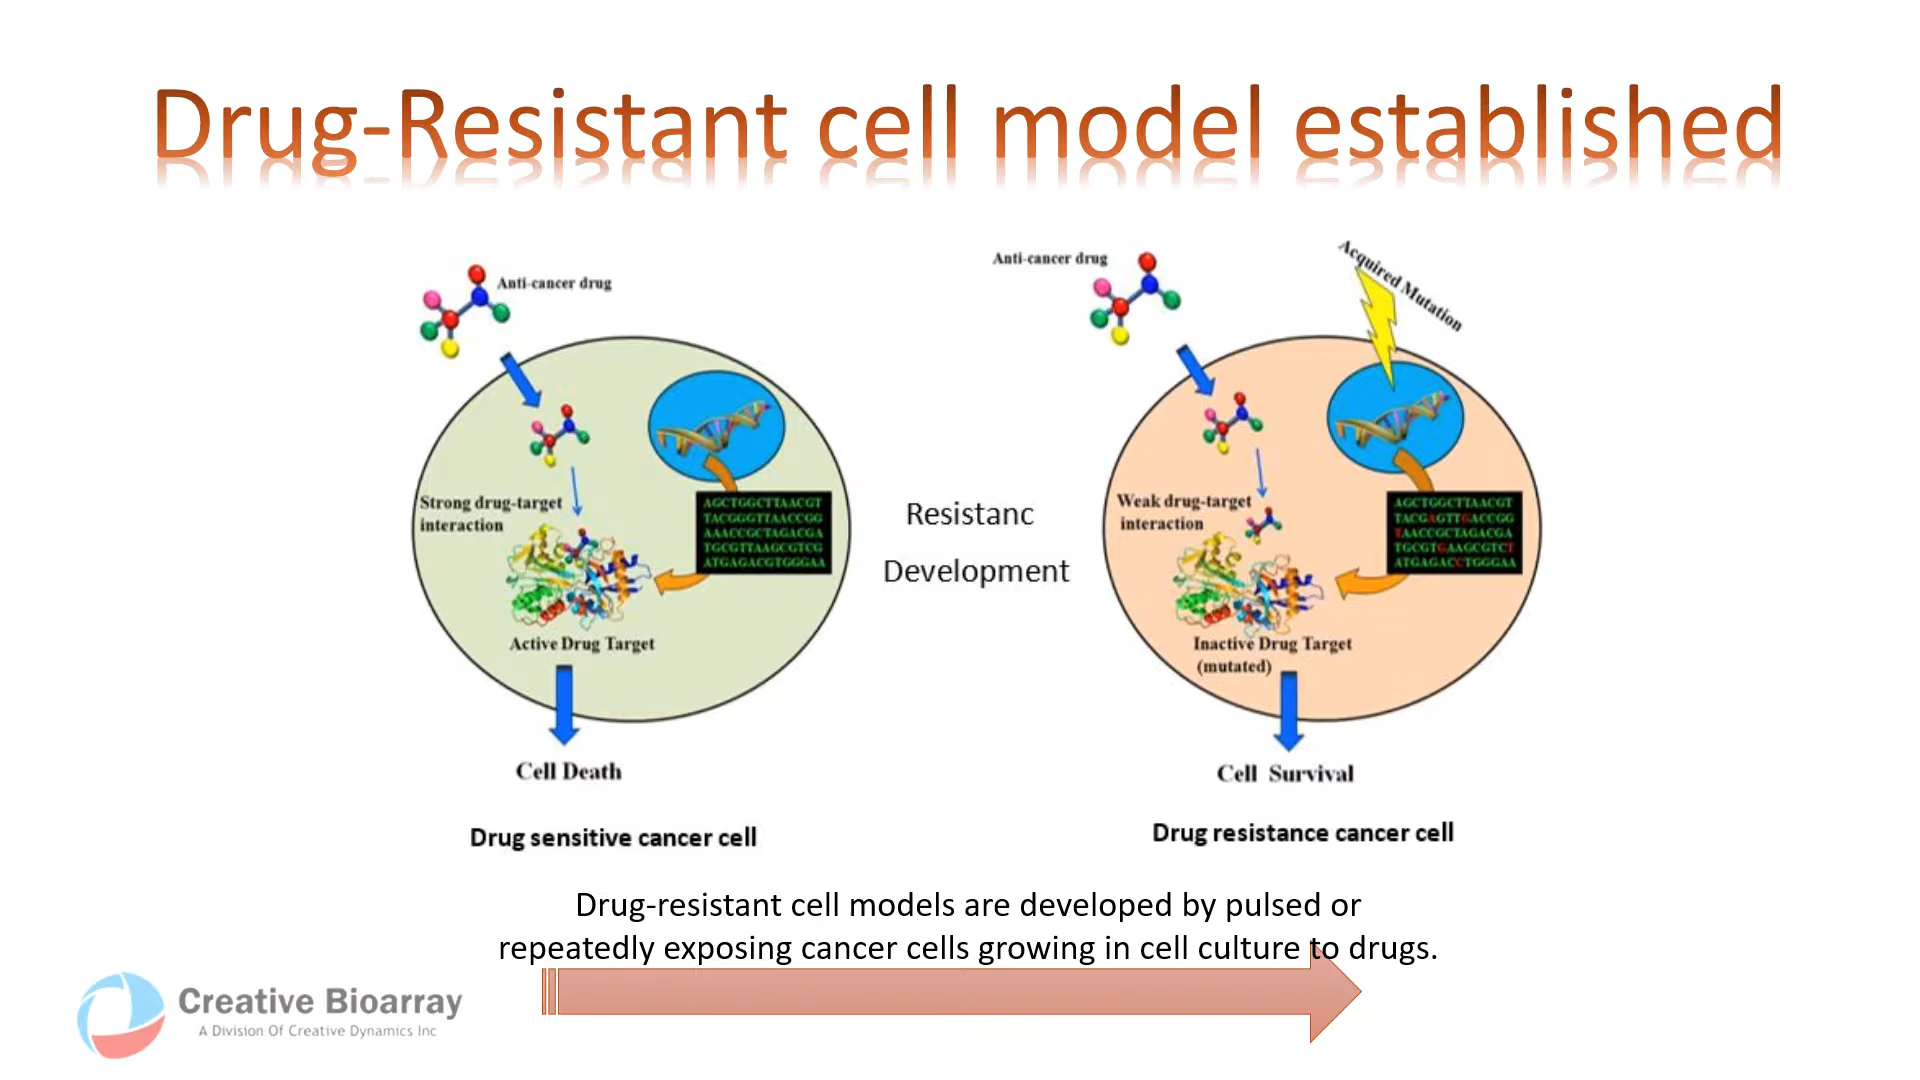 Drug-Resistant cell model established
Anti-cancer drug
Strong drug-target
interaction
AGCTGGCTTAACGT
TACGGGTTAACCGG
AAACCGCTAGACGA
TGCGTTAAGCGTCG
ATGAGACGTGGGAA
Active Drug Target
Cell Death
Drug sensitive cancer cell
Resistanc
Development
Anti-cancer drug
Acquired Mutation
Weak drug-target
interaction
AGCTGGCTTAACGT
TACGAGTTGACCGG
TAACCGCTAGACGA
TGCGTGAAGCGTCT
ATGAGACCTGGGAA
Inactive Drug Target
(mutated)
Cell Survival
Drug resistance cancer cell
Drug-resistant cell models are developed by pulsed or
repeatedly exposing cancer cells growing in cell culture to drugs.
Creative Bioarray
A Division Of Creative Dynamics Inc